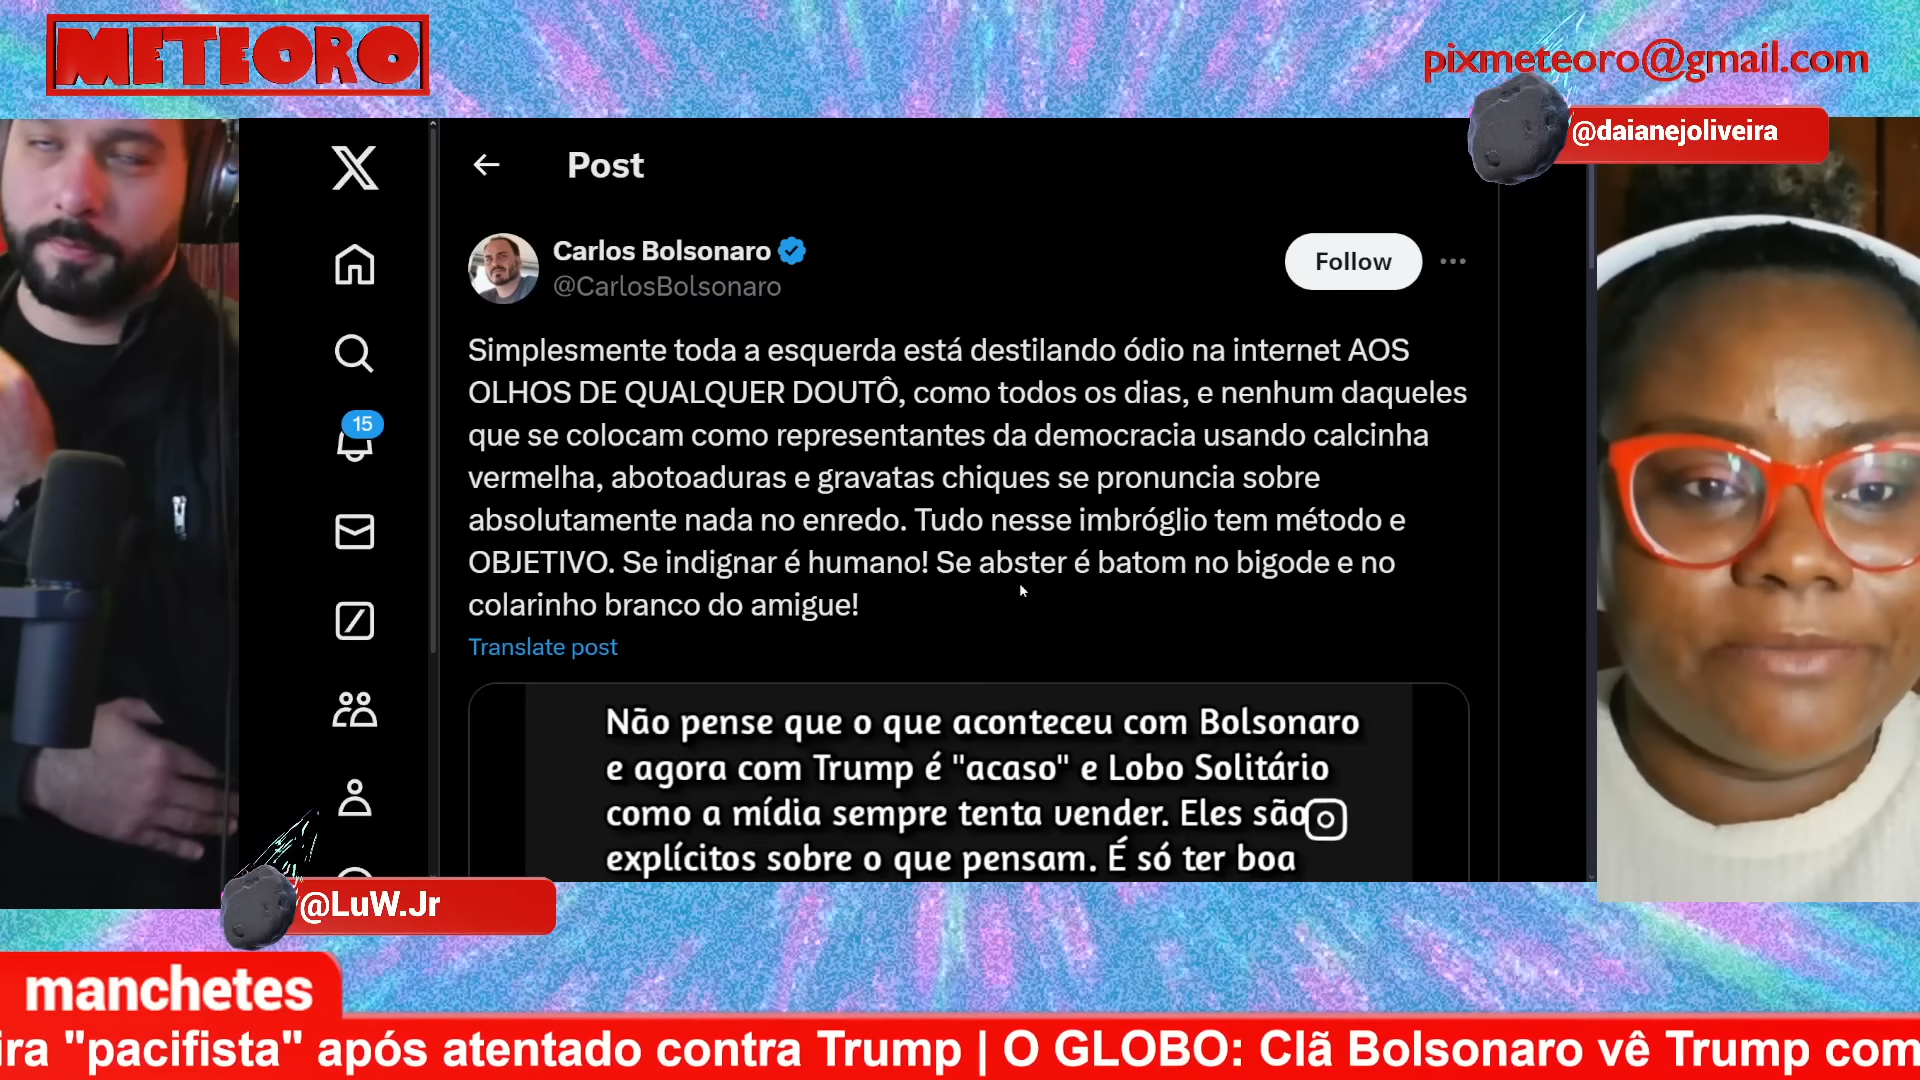 METEORO
pixmeteoro@gmail.com
@daianejoliveira
Post
Carlos Bolsonaro
@CarlosBolsonaro
Follow
Simplesmente toda a esquerda está destilando ódio na internet AOS
OLHOS DE QUALQUER DOUTÔ, como todos os dias, e nenhum daqueles
que se colocam como representantes da democracia usando calcinha
vermelha, abotoaduras e gravatas chiques se pronuncia sobre
absolutamente nada no enredo. Tudo nesse imbróglio tem método e
OBJETIVO. Se indignar é humano! Se abster é batom no bigode e no
colarinho branco do amigue!
Translate post
15
Não pense que o que aconteceu com Bolsonaro
e agora com Trump é "acaso" e Lobo Solitário
como a mídia sempre tenta vender. Eles são
explícitos sobre o que pensam. É só ter boa
@LuW.Jr
manchetes
ira "pacifista" após atentado contra Trump | O GLOBO: Clã Bolsonaro vê Trump com